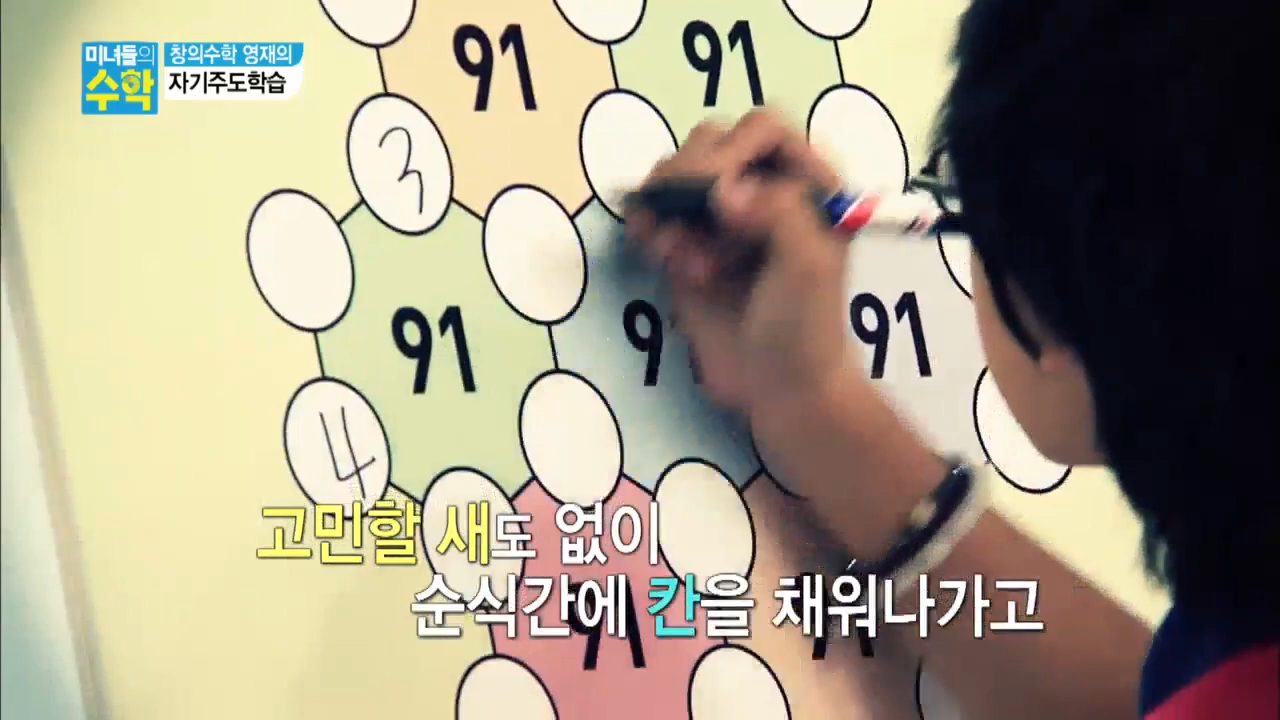 미녀들의
수학
창의수학 영재의
자기주도학습
91
91
3
91
91
4
고민할 새도 없이
순식간에 칸을 채워나가고
91
91